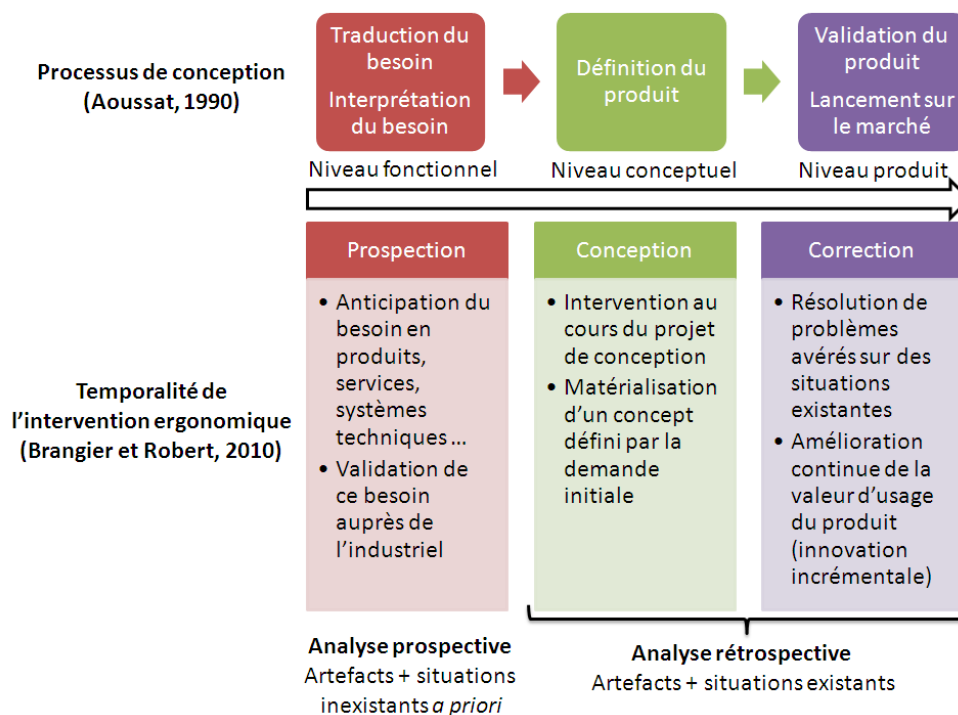 Processus de conception
(Aoussat, 1990)
Traduction du
besoin
Interprétation
du besoin
Définition du
produit
Validation du
produit
Lancement sur
le marché
Niveau fonctionnel
Niveau conceptuel
Niveau produit
Temporalité de
l'intervention ergonomique
(Brangier et Robert, 2010)
Prospection
• Anticipation du
besoin en
produits,
services,
systèmes
techniques ...
• Validation de
ce besoin
auprès de
l'industriel
Conception
• Intervention au
cours du projet
de conception
• Matérialisation
d'un concept
défini par la
demande
initiale
Correction
• Résolution de
problèmes
avérés sur des
situations
existantes
• Amélioration
continue de la
valeur d'usage
du produit
(innovation
incrémentale)
Analyse prospective
Artefacts + situations
inexistants a priori
Analyse rétrospective
Artefacts + situations existants